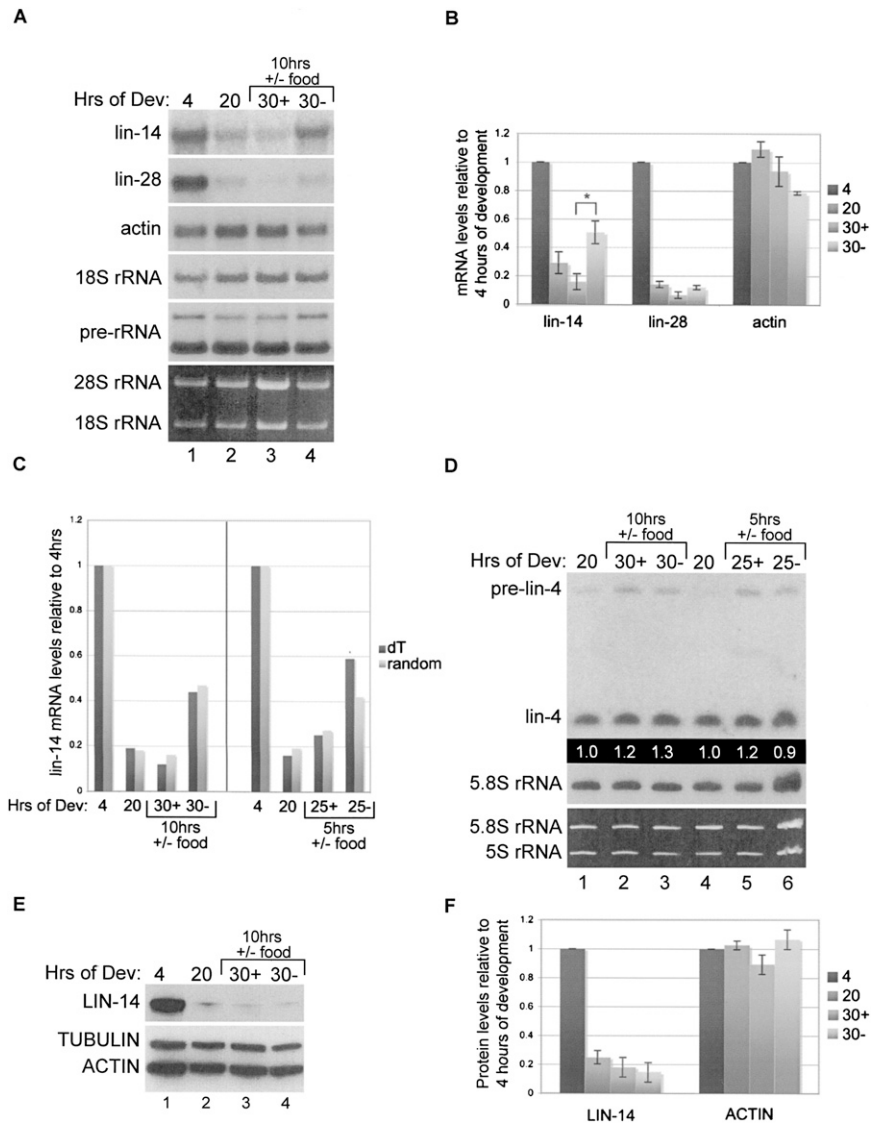 A
10hrs
+/- food
Hrs of Dev: 4 20 30+ 30-
lin-14
lin-28
actin
18S rRNA
pre-rRNA
28S rRNA
18S rRNA
1 2 3 4
B
mRNA levels relative to
4 hours of development
1.2
1
0.8
0.6
0.4
0.2
0
*
lin-14 lin-28 actin
4
20
30+
30-
C
lin-14 mRNA levels relative to 4hrs
1.2
1
0.8
0.6
0.4
0.2
0
dT
random
Hrs of Dev: 4 20 30+ 30- 4 20 25+ 25-
10hrs
+/- food
5hrs
+/- food
D
10hrs
+/- food
5hrs
+/- food
Hrs of Dev: 20 30+ 30- 20 25+ 25-
pre-lin-4
lin-4
1.0 1.2 1.3 1.0 1.2 0.9
5.8S rRNA
5.8S rRNA
5S rRNA
1 2 3 4 5 6
E
10hrs
+/- food
Hrs of Dev: 4 20 30+ 30-
LIN-14
TUBULIN
ACTIN
1 2 3 4
F
Protein levels relative to
4 hours of development
1.2
1
0.8
0.6
0.4
0.2
0
LIN-14 ACTIN
4
20
30+
30-